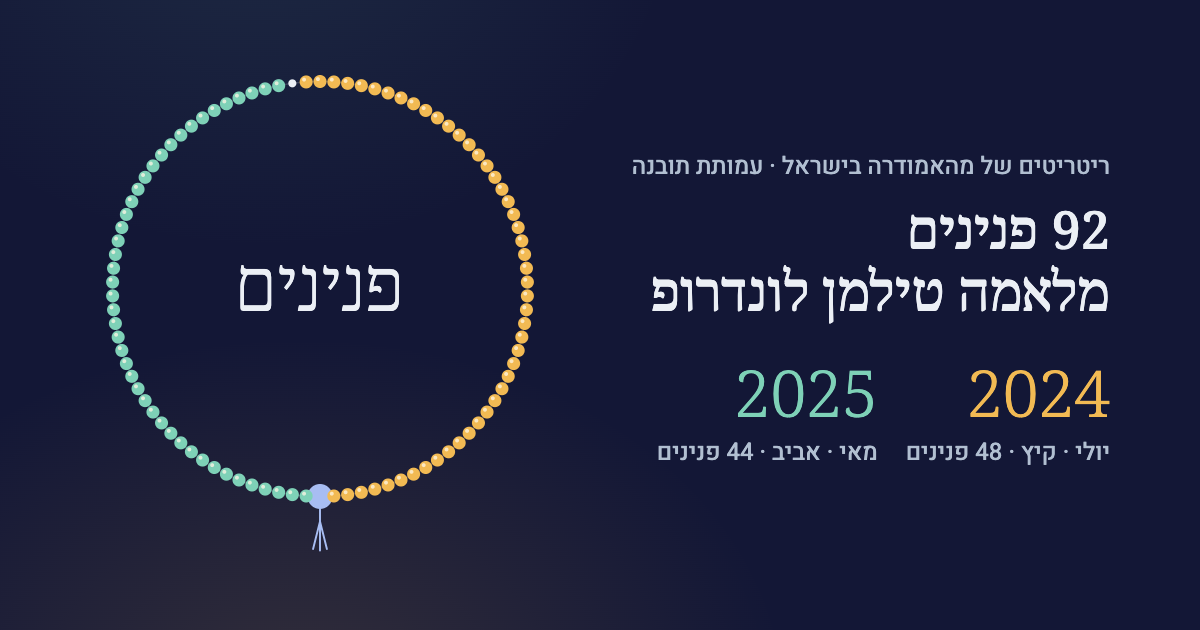 פנינים
ריטריטים של מהאמודרה בישראל · עמותת תובנה
92 פנינים
מלאמה טילמן לונדרופ
2024
יולי · קיץ · 48 פנינים
2025
מאי · אביב · 44 פנינים